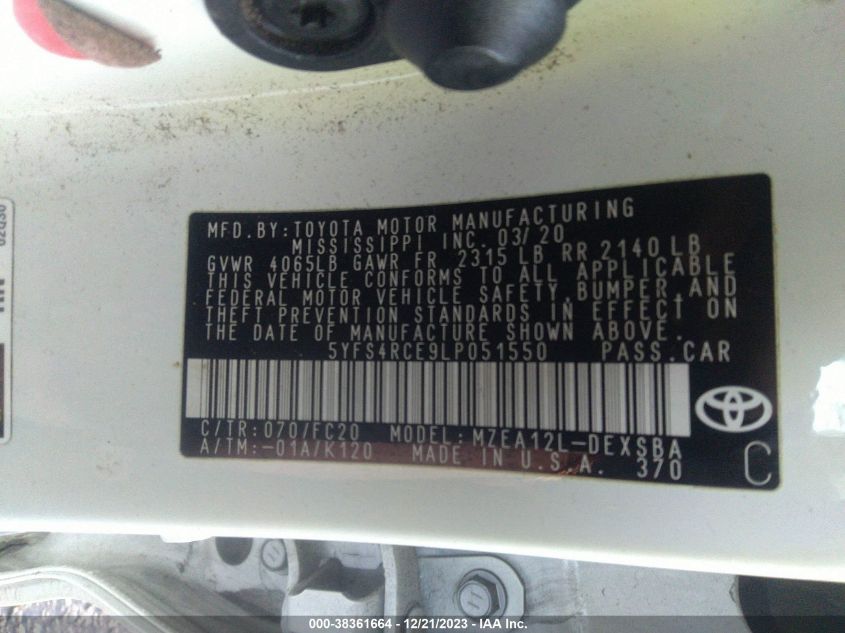 MFD.BY:TOYOTA MOTOR MANUFACTURING
MISSISSIPPI INC. 03/20
GVWR 4065LB GAWR FR 2315 LB RR 2140 LB
THIS VEHICLE CONFORMS TO ALL APPLICABLE
FEDERAL MOTOR VEHICLE SAFETY,BUMPER,AND
THEFT PREVENTION STANDARDS IN EFFECT ON
THE DATE OF MANUFACTURE SHOWN ABOVE.
5YFS4RCE9LP051550 PASS.CAR
C/TR:070/FC20 MODEL:MZEA12L-DEXSBA
A/TM:-01A/K120 MADE IN U.S.A. 370
C
000-38361664 - 12/21/2023 - IAA Inc.